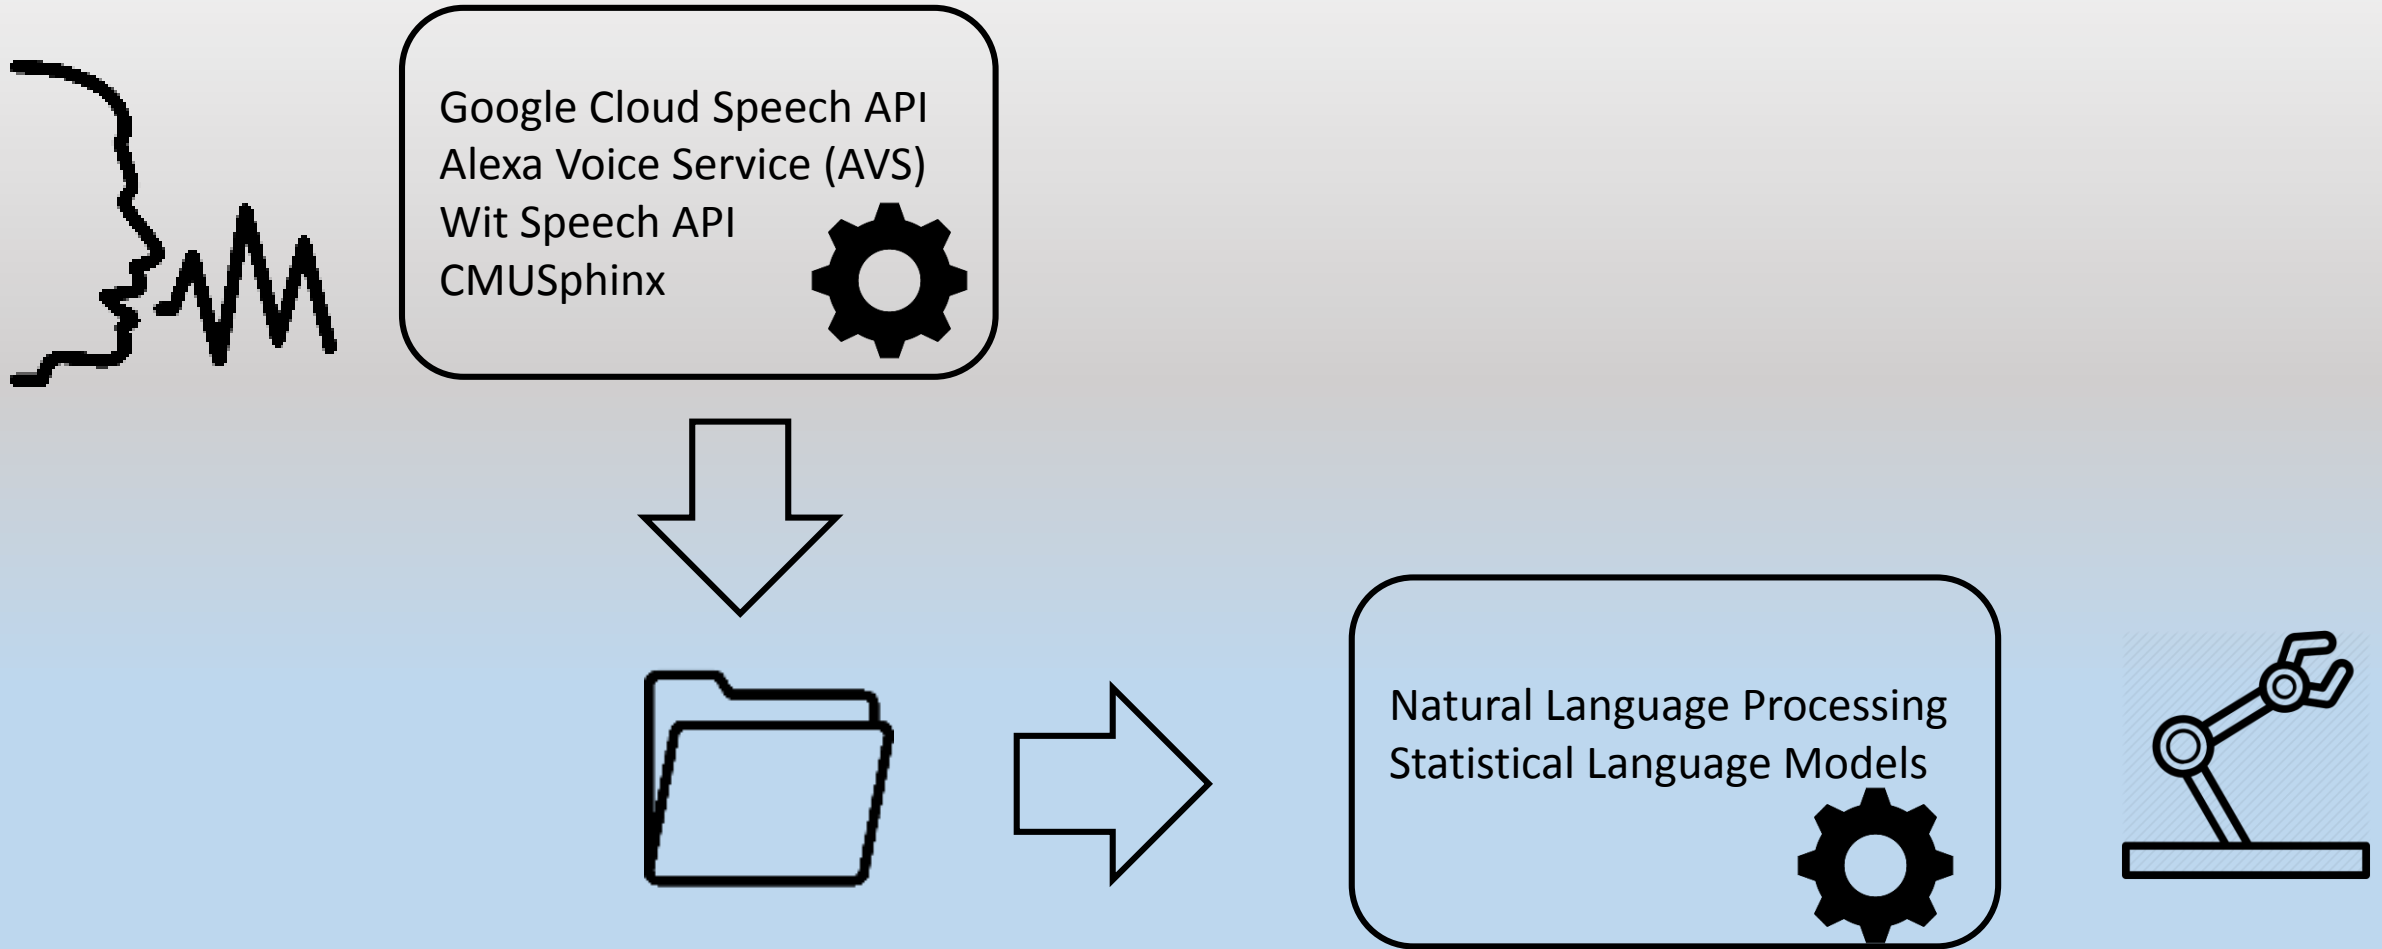 Google Cloud Speech API
Alexa Voice Service (AVS)
Wit Speech API
CMUSphinx
Natural Language Processing
Statistical Language Models